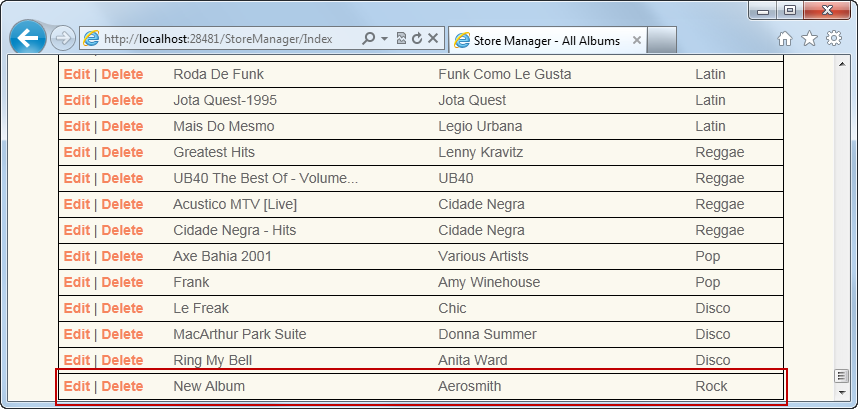 http://localhost:28481/StoreManager/Index
Store Manager - All Albums
Edit | Delete Roda De Funk Funk Como Le Gusta Latin
Edit | Delete Jota Quest-1995 Jota Quest Latin
Edit | Delete Mais Do Mesmo Legio Urbana Latin
Edit | Delete Greatest Hits Lenny Kravitz Reggae
Edit | Delete UB40 The Best Of - Volume... UB40 Reggae
Edit | Delete Acustico MTV [Live] Cidade Negra Reggae
Edit | Delete Cidade Negra - Hits Cidade Negra Reggae
Edit | Delete Axe Bahia 2001 Various Artists Pop
Edit | Delete Frank Amy Winehouse Pop
Edit | Delete Le Freak Chic Disco
Edit | Delete MacArthur Park Suite Donna Summer Disco
Edit | Delete Ring My Bell Anita Ward Disco
Edit | Delete New Album Aerosmith Rock